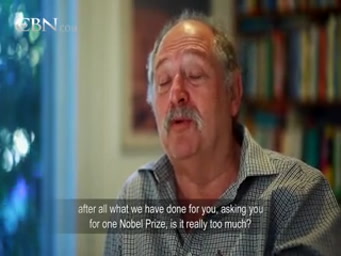 CBN.COM
after all what we have done for you, asking you
for one Nobel Prize, is it really too much?